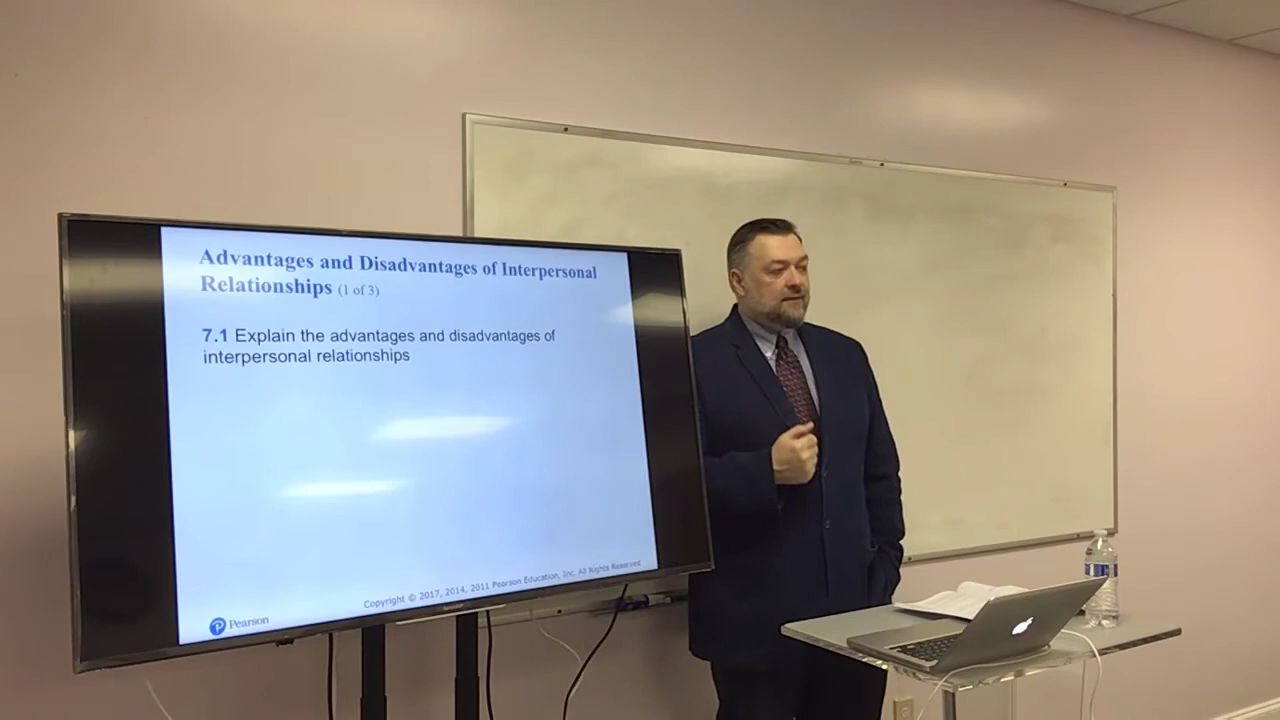 Advantages and Disadvantages of Interpersonal
Relationships (1 of 3)
7.1 Explain the advantages and disadvantages of
interpersonal relationships
Copyright © 2017, 2014, 2011 Pearson Education, Inc. All Rights Reserved
Pearson